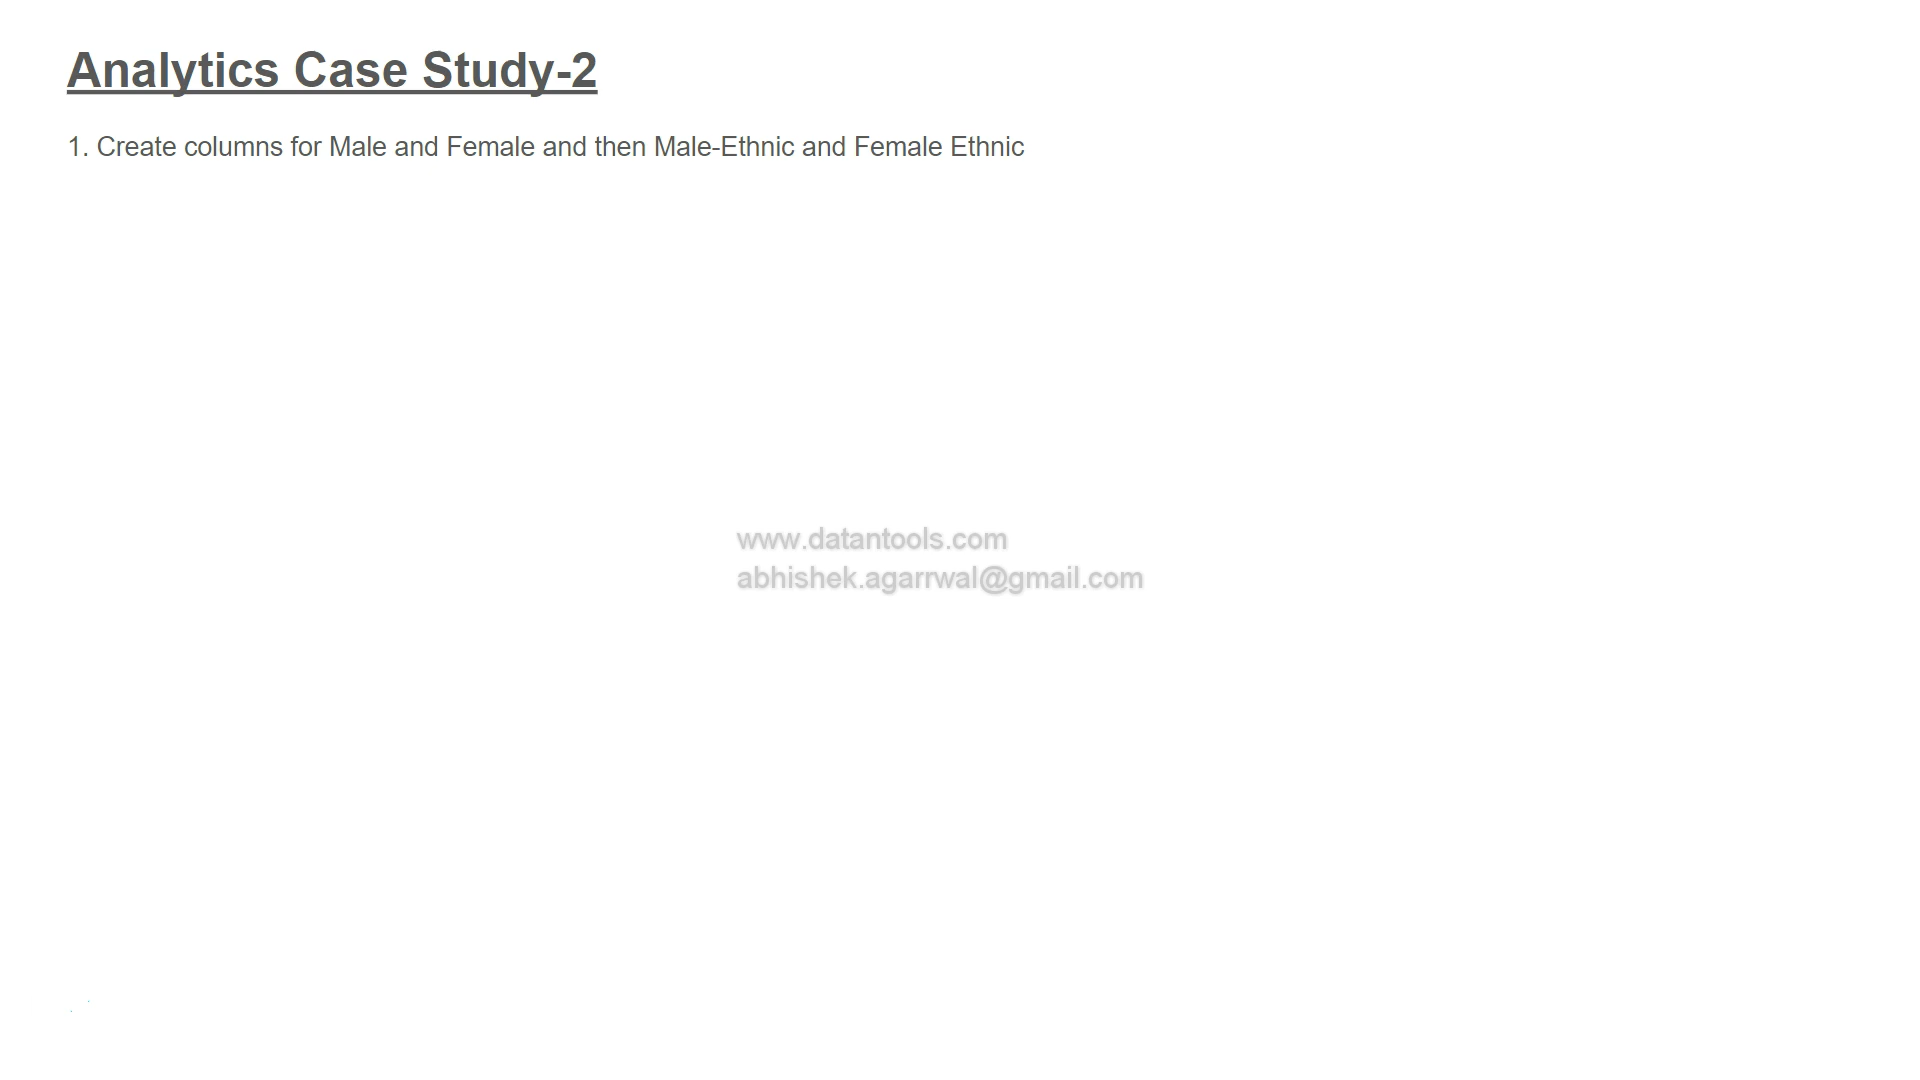 Analytics Case Study-2
1. Create columns for Male and Female and then Male-Ethnic and Female Ethnic
www.datantools.com
abhishek.agarrwal@gmail.com